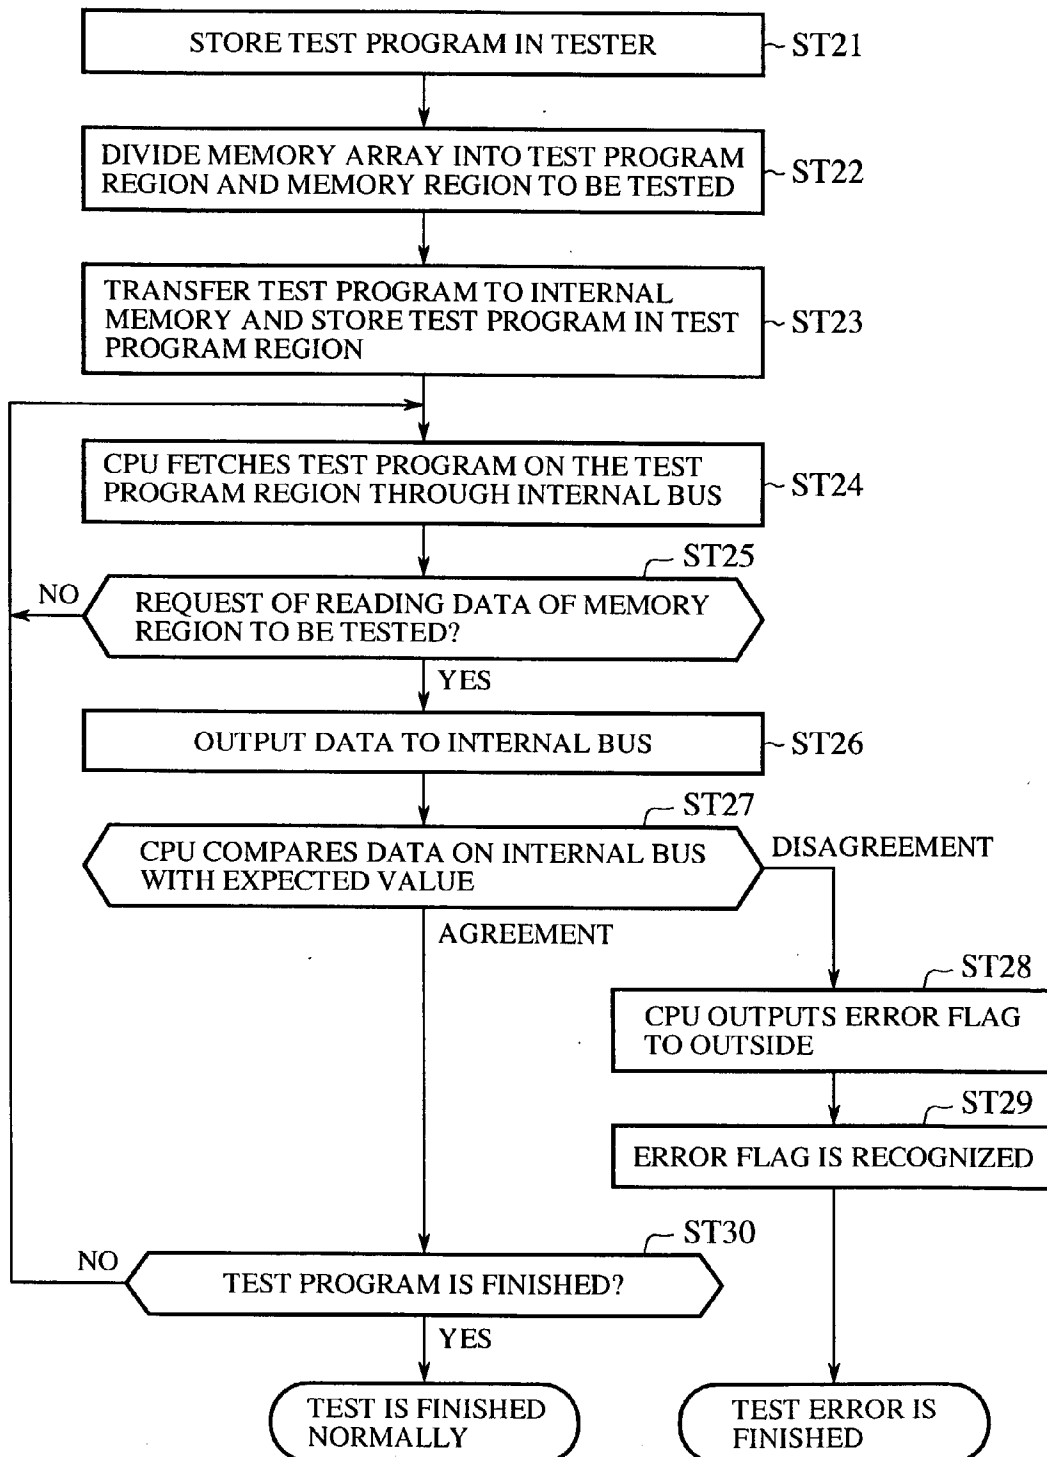 STORE TEST PROGRAM IN TESTER
ST21
DIVIDE MEMORY ARRAY INTO TEST PROGRAM
REGION AND MEMORY REGION TO BE TESTED
ST22
TRANSFER TEST PROGRAM TO INTERNAL
MEMORY AND STORE TEST PROGRAM IN TEST
PROGRAM REGION
ST23
CPU FETCHES TEST PROGRAM ON THE TEST
PROGRAM REGION THROUGH INTERNAL BUS
ST24
ST25
NO
REQUEST OF READING DATA OF MEMORY
REGION TO BE TESTED?
YES
OUTPUT DATA TO INTERNAL BUS
ST26
ST27
CPU COMPARES DATA ON INTERNAL BUS
WITH EXPECTED VALUE
DISAGREEMENT
AGREEMENT
ST28
CPU OUTPUTS ERROR FLAG
TO OUTSIDE
ST29
ERROR FLAG IS RECOGNIZED
ST30
NO
TEST PROGRAM IS FINISHED?
YES
TEST IS FINISHED
NORMALLY
TEST ERROR IS
FINISHED